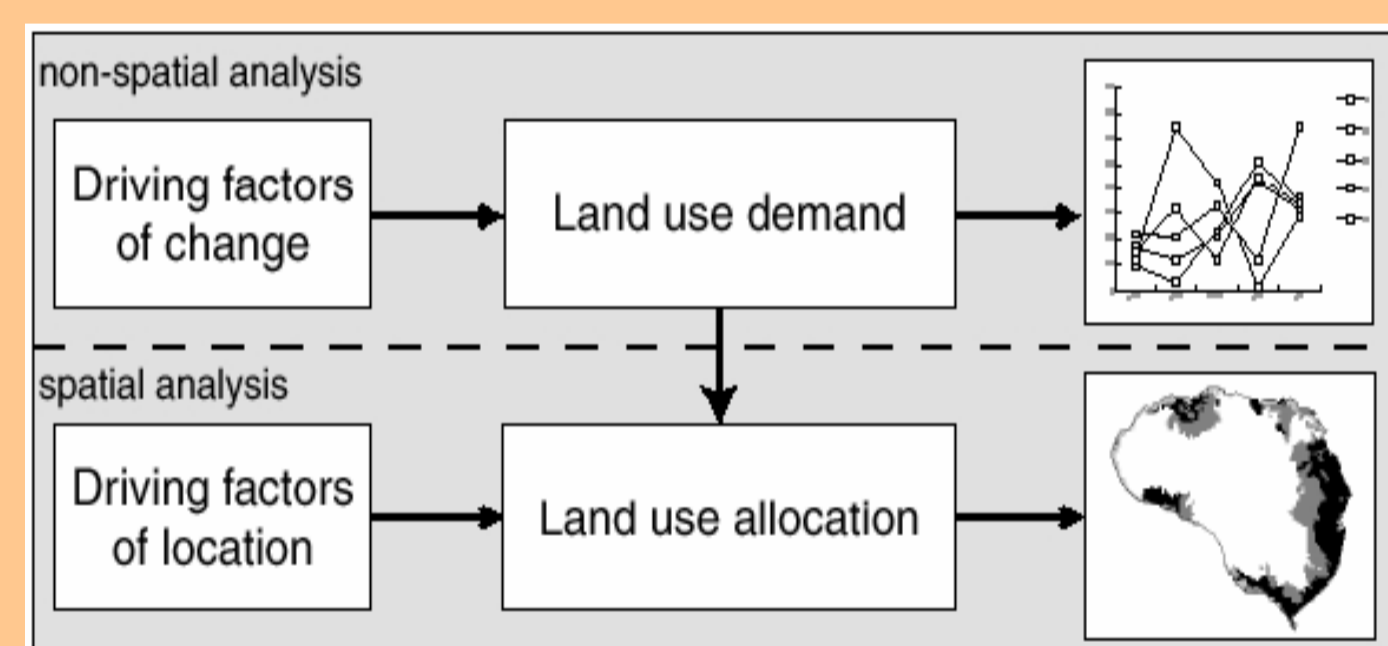 non-spatial analysis
Driving factors
of change
Land use demand
spatial analysis
Driving factors
of location
Land use allocation